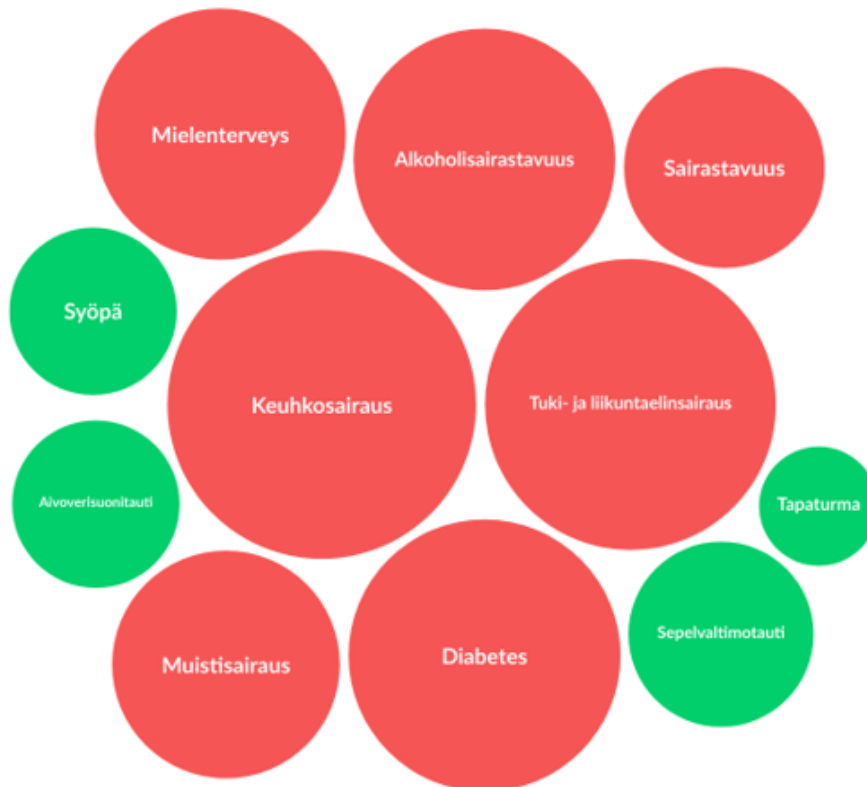 Mielenterveys
Alkoholisairastavuus
Sairastavuus
Syöpä
Keuhkosairaus
Tuki- ja liikuntaelinsairaus
Aivoverisuonitauti
Tapaturma
Muistisairaus
Diabetes
Sepelvaltimotauti